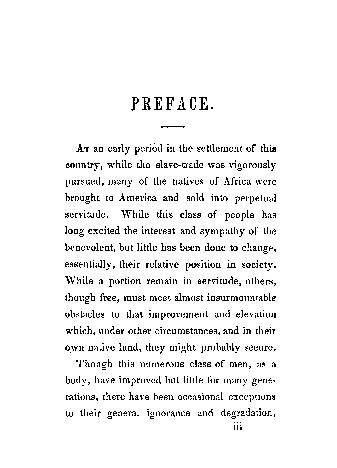 PREFACE.
AT an early period in the settlement of this
country, while the slave-trade was vigorously
pursued, many of the natives of Africa were
brought to America and sold into perpetual
servitude. While this class of people has
long excited the interest and sympathy of the
benevolent, but little has been done to change,
essentially, their relative position in society.
While a portion remain in servitude, others,
though free, must meet almost insurmountable
obstacles to that improvement and elevation
which, under other circumstances, and in their
own native land, they might probably secure.
Though this numerous class of men, as a
body, have improved but little for many gene-
rations, there have been occasional exceptions
to their general ignorance and degradation,
iii